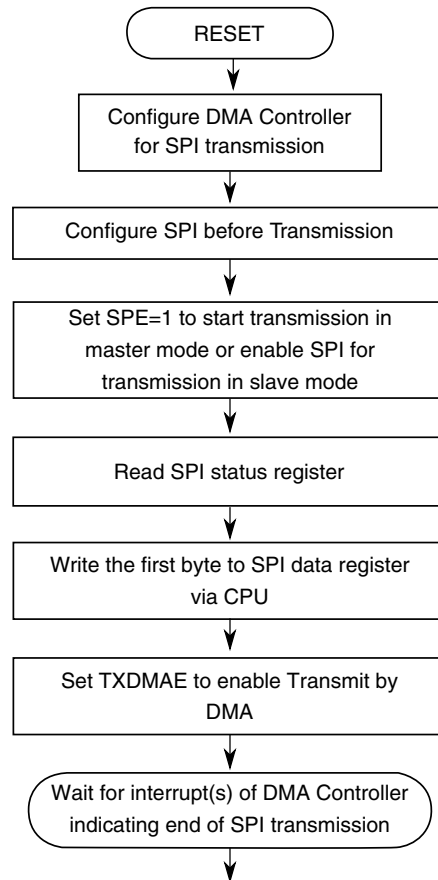 RESET
Configure DMA Controller
for SPI transmission
Configure SPI before Transmission
Set SPE=1 to start transmission in
master mode or enable SPI for
transmission in slave mode
Read SPI status register
Write the first byte to SPI data register
via CPU
Set TXDMAE to enable Transmit by
DMA
Wait for interrupt(s) of DMA Controller
indicating end of SPI transmission